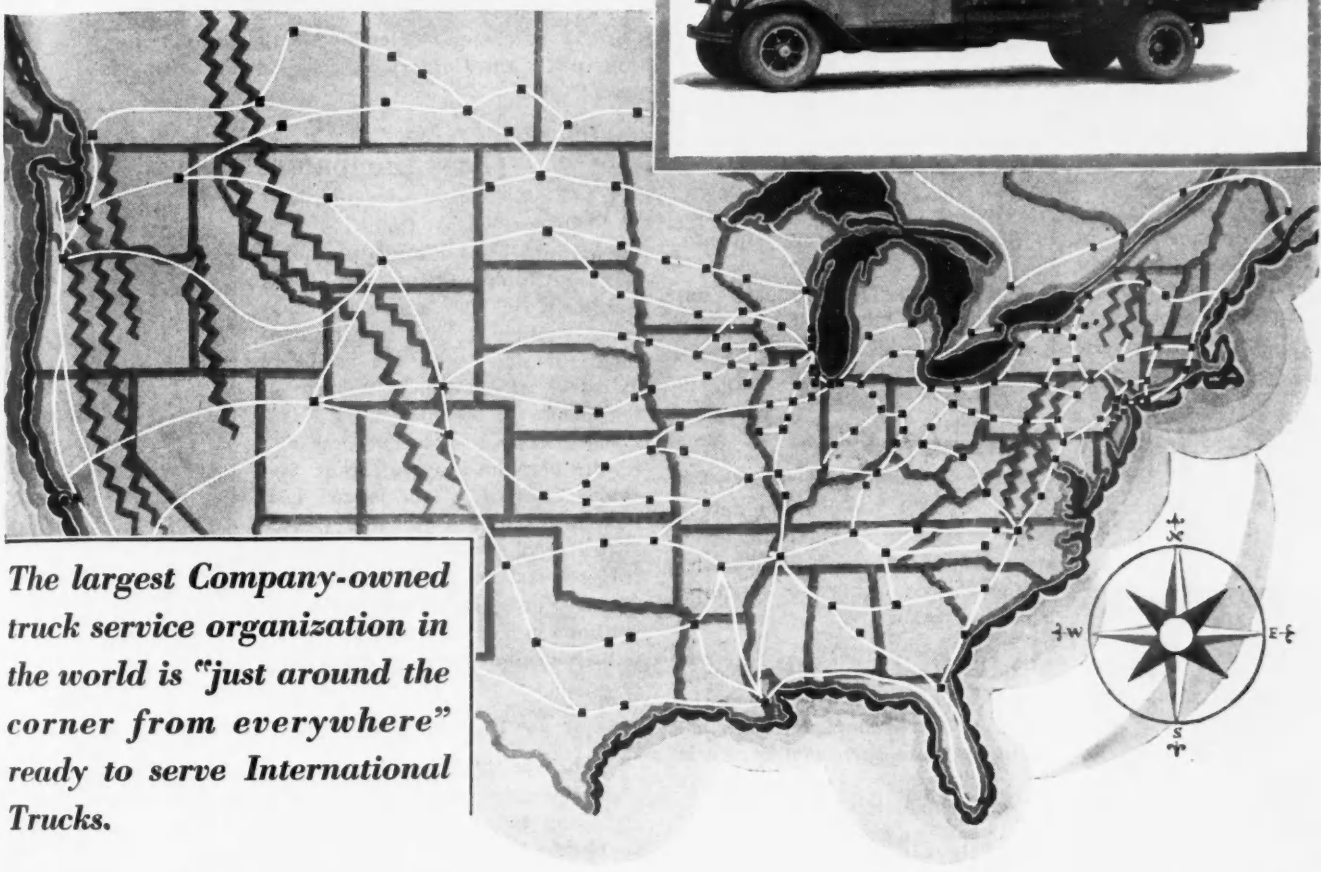 The largest Company-owned
truck service organization in
the world is "just around the
corner from everywhere"
ready to serve International
Trucks.
N
W
E
S